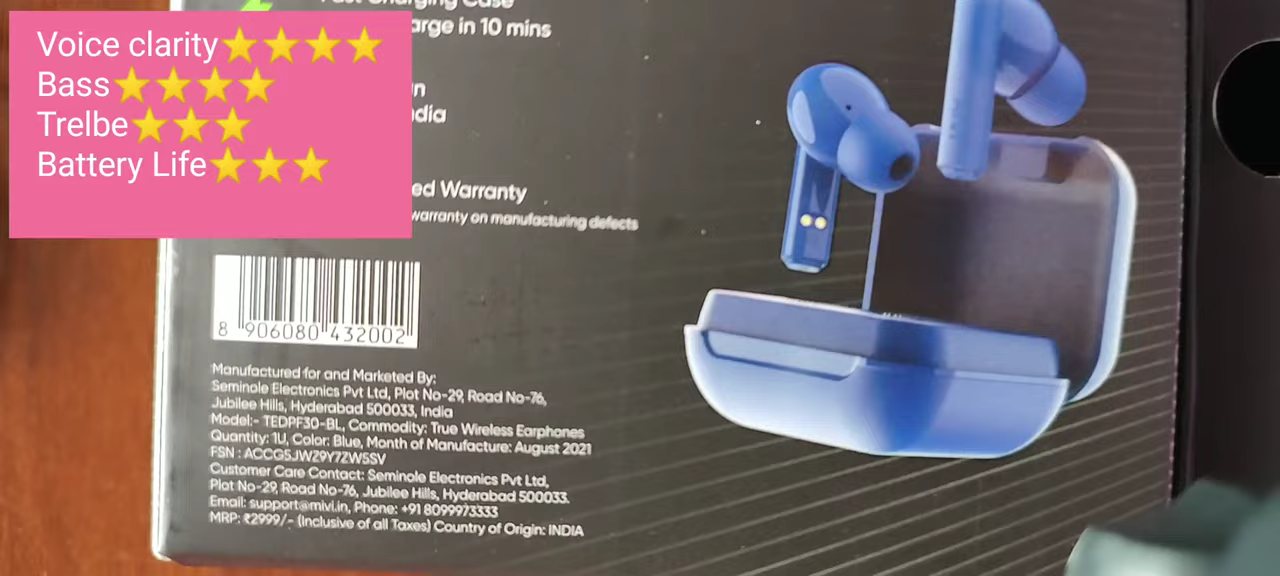 Voice clarity⭐⭐⭐⭐
Bass⭐⭐⭐⭐
Trelbe⭐⭐⭐
Battery Life⭐⭐⭐
Fast Charging Case
arge in 10 mins
n
dia
ed Warranty
warranty on manufacturing defects
8 906080 432002
Manufactured for and Marketed By:
Seminole Electronics Pvt Ltd, Plot No-29, Road No-76,
Jubilee Hills, Hyderabad 500033, India
Model:- TEDPF30-BL, Commodity: True Wireless Earphones
Quantity: 1U, Color: Blue, Month of Manufacture: August 2021
FSN : ACCG5JWZ9Y7ZW5SV
Customer Care Contact: Seminole Electronics Pvt Ltd,
Plot No-29, Road No-76, Jubilee Hills, Hyderabad 500033.
Email: support@mivi.in, Phone: +91 8099973333
MRP: ₹2999/- (Inclusive of all Taxes) Country of Origin: INDIA